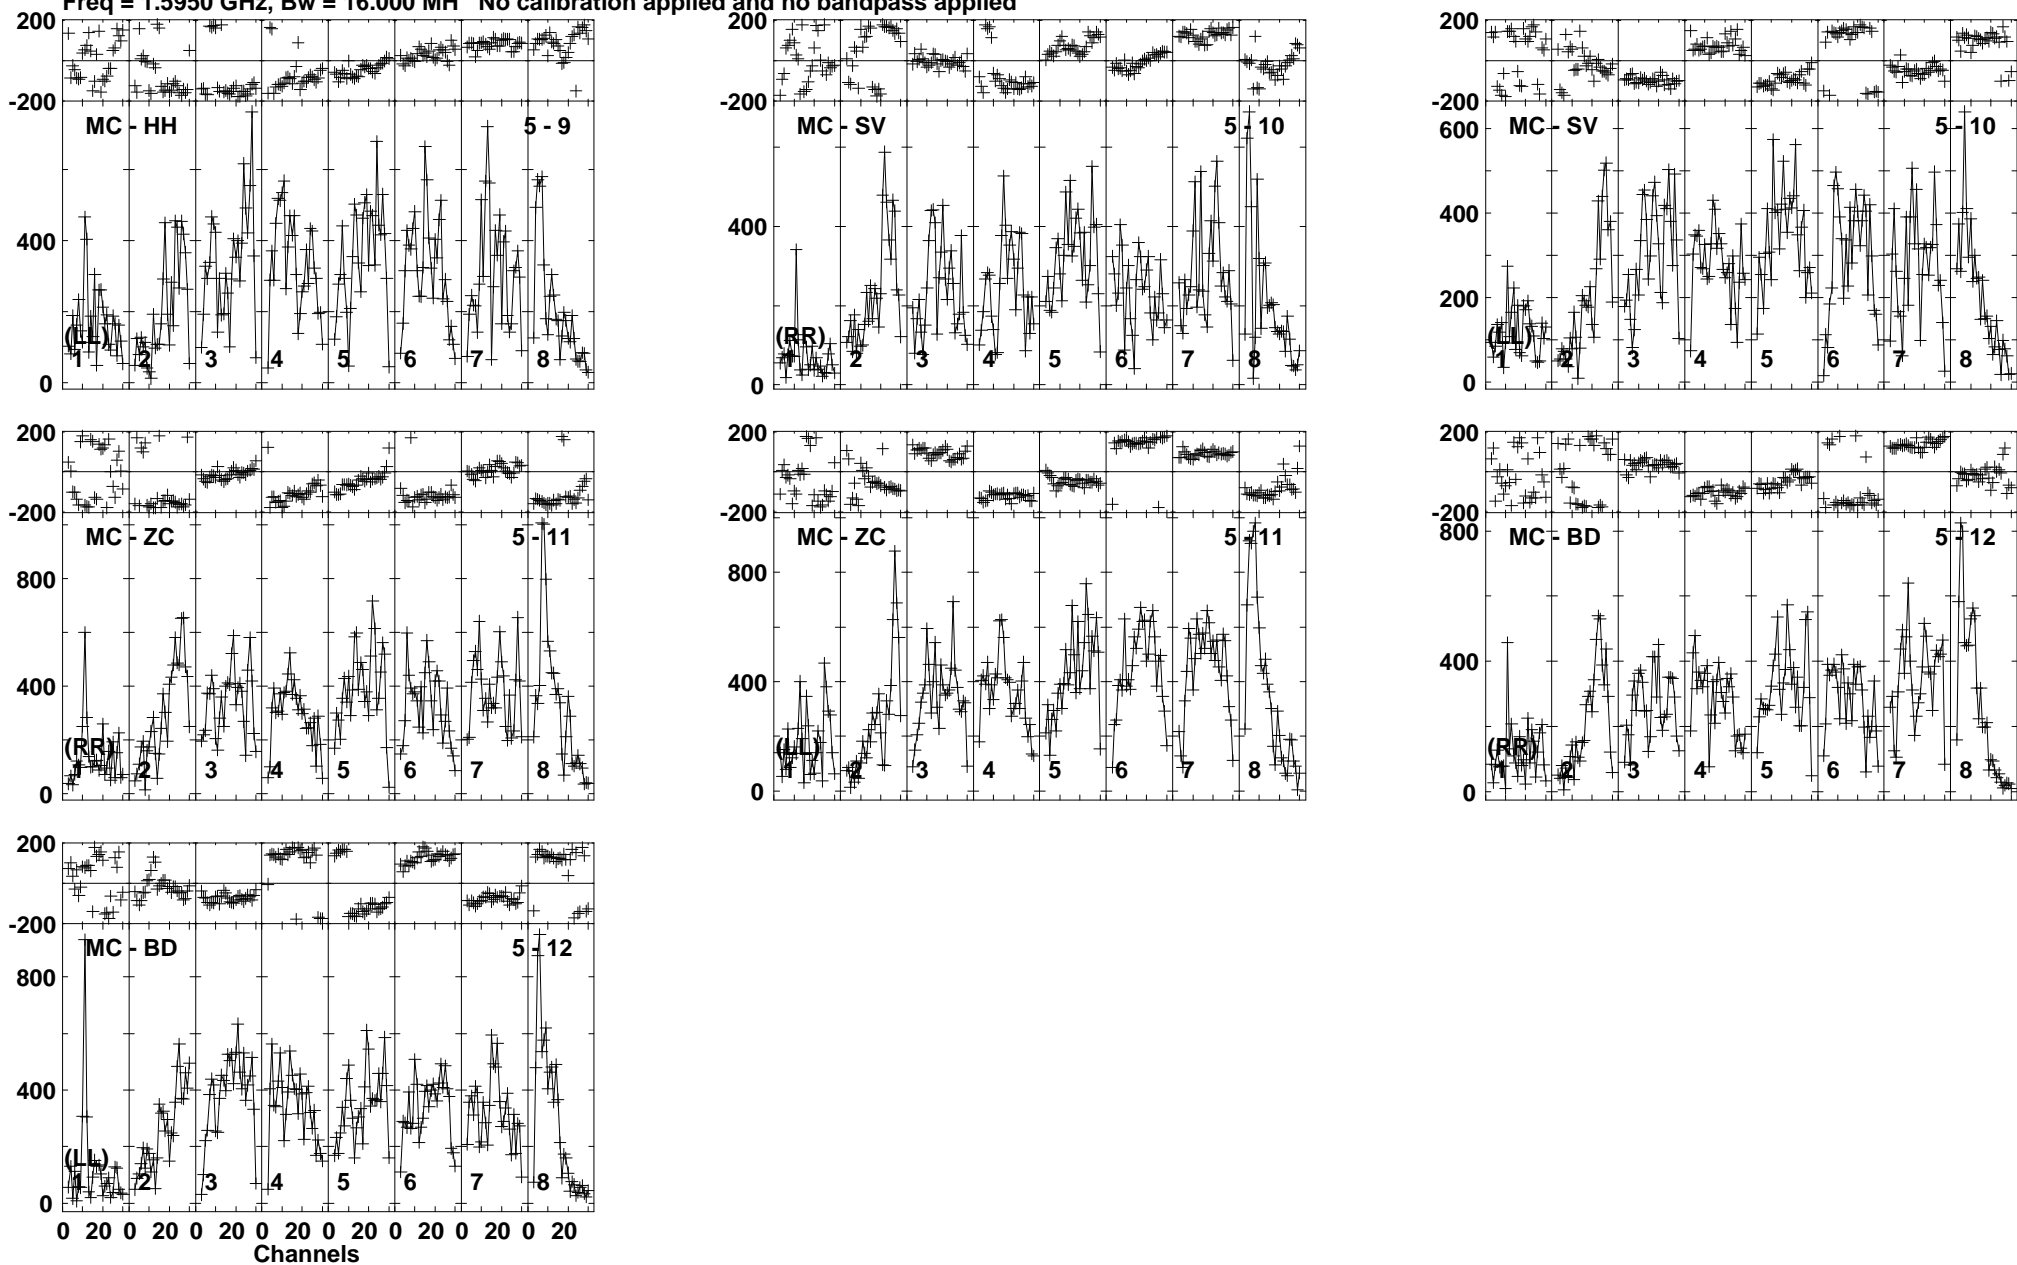 Freq = 1.5950 GHz, Bw = 16.000 MH No calibration applied and no bandpass applied
200
-200
MC - HH 5 - 9
400
(LL)
1 2 3 4 5 6 7 8
0
200
-200
MC - SV 5 - 10
400
(RR)
1 2 3 4 5 6 7 8
0
200
-200
600
MC - SV 5 - 10
400
200
(LL)
1 2 3 4 5 6 7 8
0
200
-200
MC - ZC 5 - 11
800
400
(RR)
1 2 3 4 5 6 7 8
0
200
-200
MC - ZC 5 - 11
800
400
(LL)
1 2 3 4 5 6 7 8
0
200
-200
800
MC - BD 5 - 12
400
(RR)
1 2 3 4 5 6 7 8
0
200
-200
MC - BD 5 - 12
800
400
(LL)
1 2 3 4 5 6 7 8
0
0 20 0 20 0 20 0 20 0 20 0 20 0 20 0 20
Channels